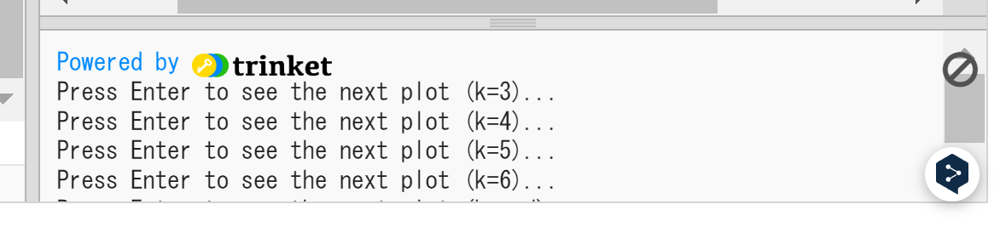 Powered by trinket
Press Enter to see the next plot (k=3)...
Press Enter to see the next plot (k=4)...
Press Enter to see the next plot (k=5)...
Press Enter to see the next plot (k=6)...